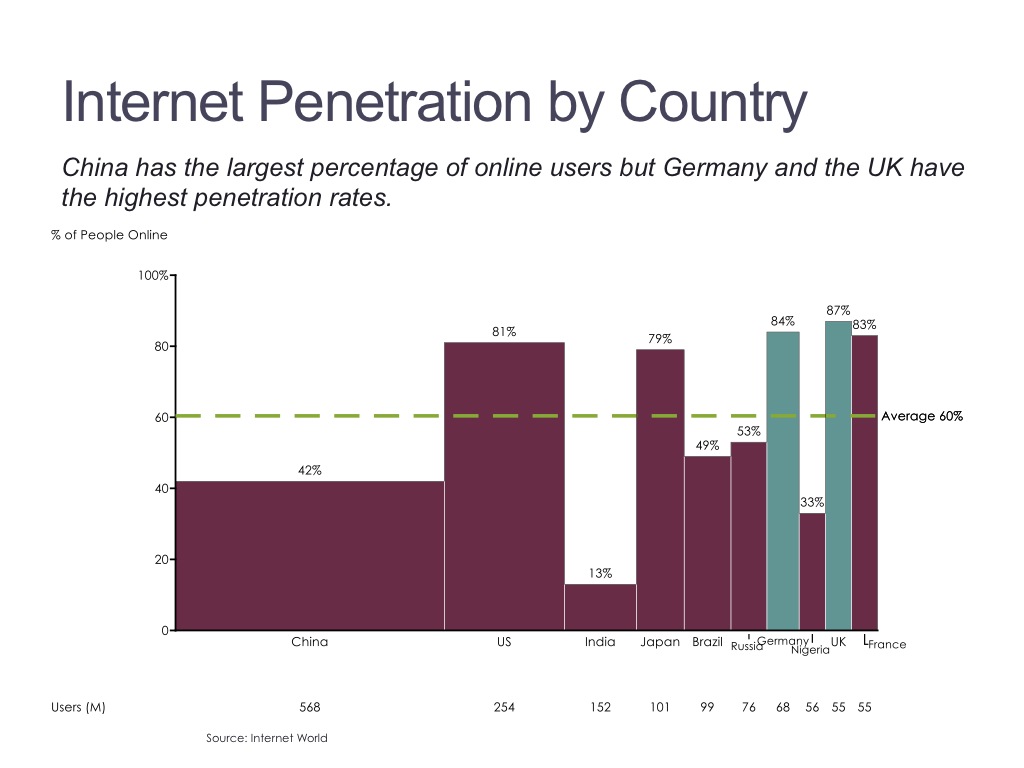 Internet Penetration by Country
China has the largest percentage of online users but Germany and the UK have
the highest penetration rates.
% of People Online
100%
80
60
40
20
0
42%
81%
13%
79%
49%
53%
84%
33%
87%
83%
Average 60%
China US India Japan Brazil Russia Germany Nigeria UK France
Users (M) 568 254 152 101 99 76 68 56 55 55
Source: Internet World